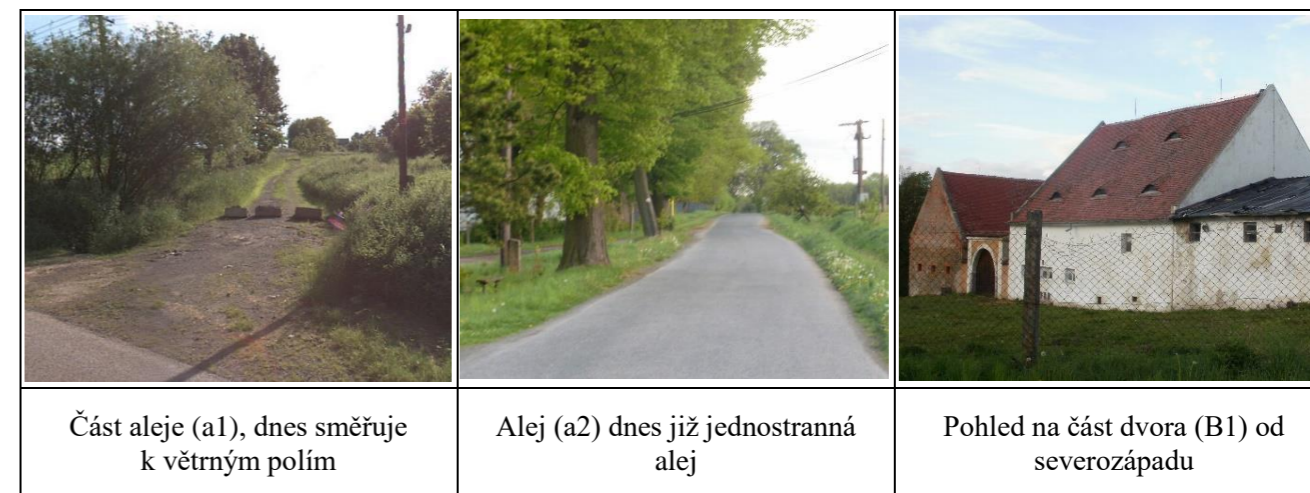 Část aleje (a1), dnes směřuje
k větrným polím
Alej (a2) dnes již jednostranná
alej
Pohled na část dvora (B1) od
severozápadu